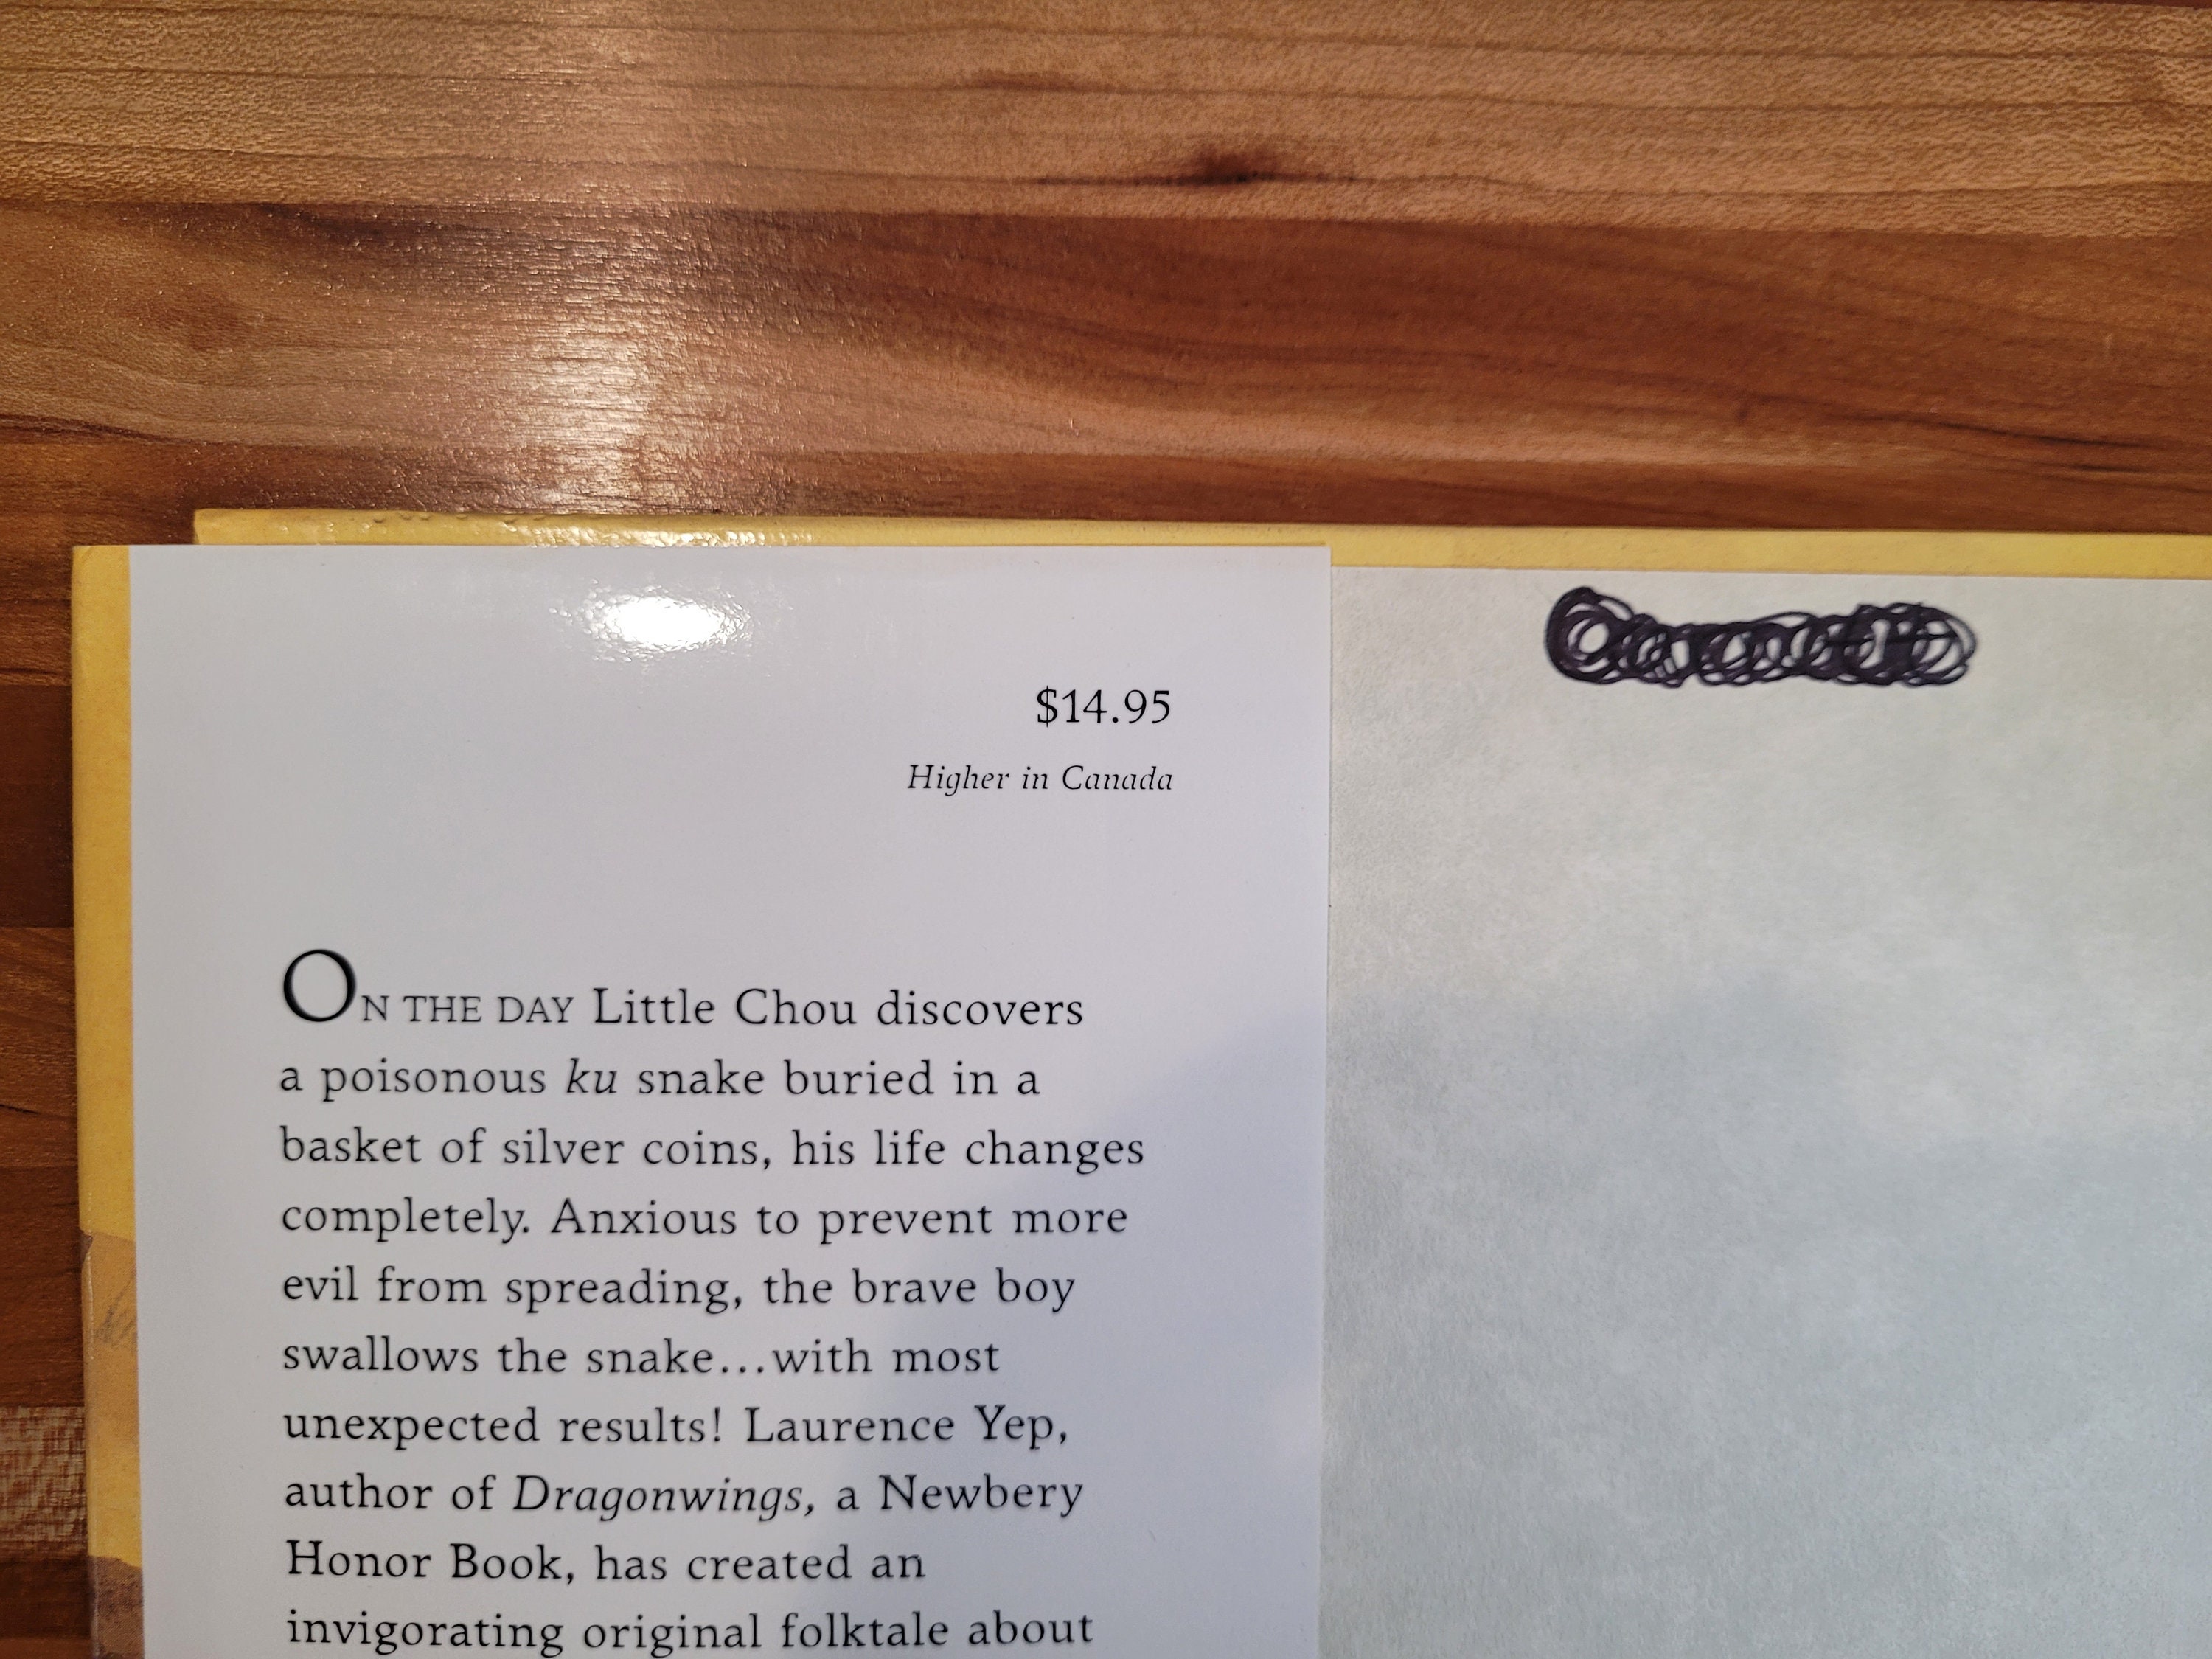 $14.95
Higher in Canada
ON THE DAY Little Chou discovers
a poisonous ku snake buried in a
basket of silver coins, his life changes
completely. Anxious to prevent more
evil from spreading, the brave boy
swallows the snake...with most
unexpected results! Laurence Yep,
author of Dragonwings, a Newbery
Honor Book, has created an
invigorating original folktale about